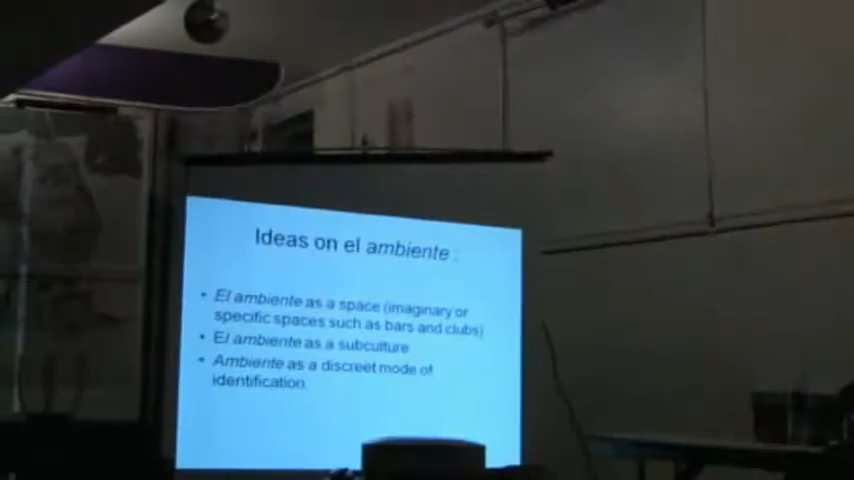 Ideas on el ambiente :
• El ambiente as a space (imaginary or
specific spaces such as bars and clubs)
• El ambiente as a subculture
• Ambiente as a discreet mode of
identification.